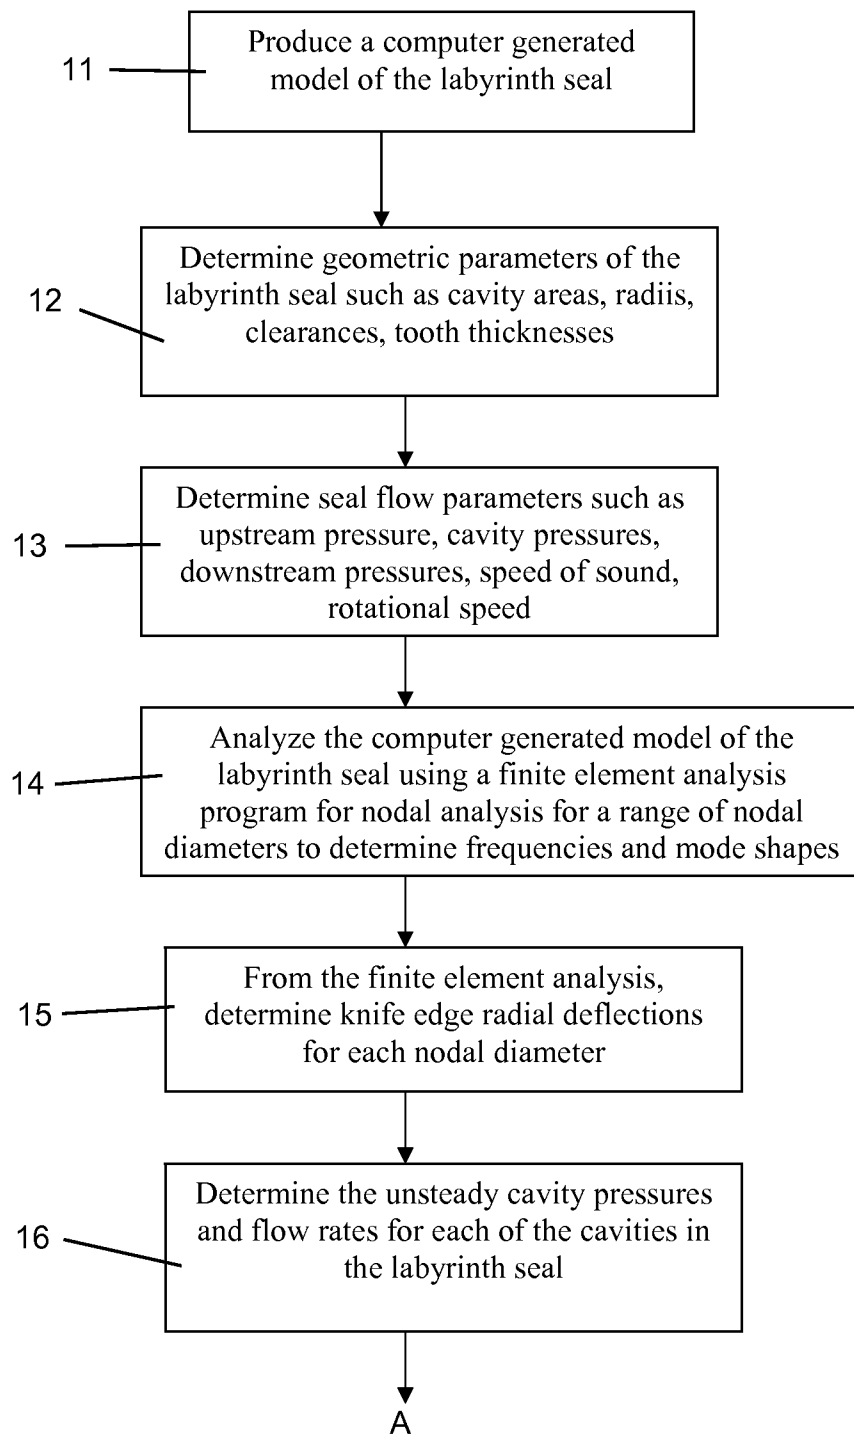 Produce a computer generated
model of the labyrinth seal
11
Determine geometric parameters of the
labyrinth seal such as cavity areas, radiis,
clearances, tooth thicknesses
12
Determine seal flow parameters such as
upstream pressure, cavity pressures,
downstream pressures, speed of sound,
rotational speed
13
Analyze the computer generated model of the
labyrinth seal using a finite element analysis
program for nodal analysis for a range of nodal
diameters to determine frequencies and mode shapes
14
From the finite element analysis,
determine knife edge radial deflections
for each nodal diameter
15
Determine the unsteady cavity pressures
and flow rates for each of the cavities in
the labyrinth seal
16
A